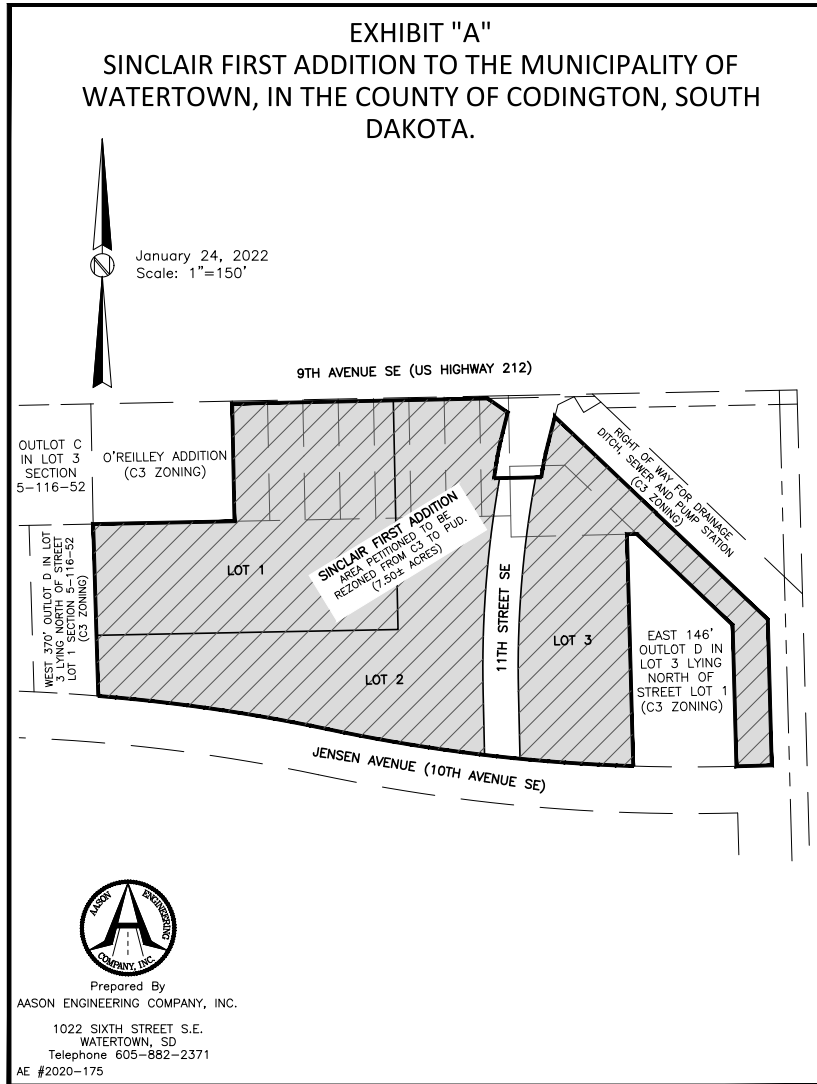 EXHIBIT "A"
SINCLAIR FIRST ADDITION TO THE MUNICIPALITY OF
WATERTOWN, IN THE COUNTY OF CODINGTON, SOUTH
DAKOTA.
N
January 24, 2022
Scale: 1"=150'
9TH AVENUE SE (US HIGHWAY 212)
OUTLOT C
IN LOT 3
SECTION
5-116-52
O'REILLEY ADDITION
(C3 ZONING)
RIGHT OF WAY FOR DRAINAGE
DITCH, SEWER AND PUMP STATION
(C3 ZONING)
SINCLAIR FIRST ADDITION
AREA PETITIONED TO BE
REZONED FROM C3 TO PUD.
(7.50± ACRES)
WEST 370' OUTLOT D IN LOT
3 LYING NORTH OF STREET
LOT 1 SECTION 5-116-52
(C3 ZONING)
LOT 1
LOT 2
11TH STREET SE
LOT 3
EAST 146'
OUTLOT D IN
LOT 3 LYING
NORTH OF
STREET LOT 1
(C3 ZONING)
JENSEN AVENUE (10TH AVENUE SE)
AASON ENGINEERING
COMPANY, INC.
Prepared By
AASON ENGINEERING COMPANY, INC.
1022 SIXTH STREET S.E.
WATERTOWN, SD
Telephone 605-882-2371
AE #2020-175